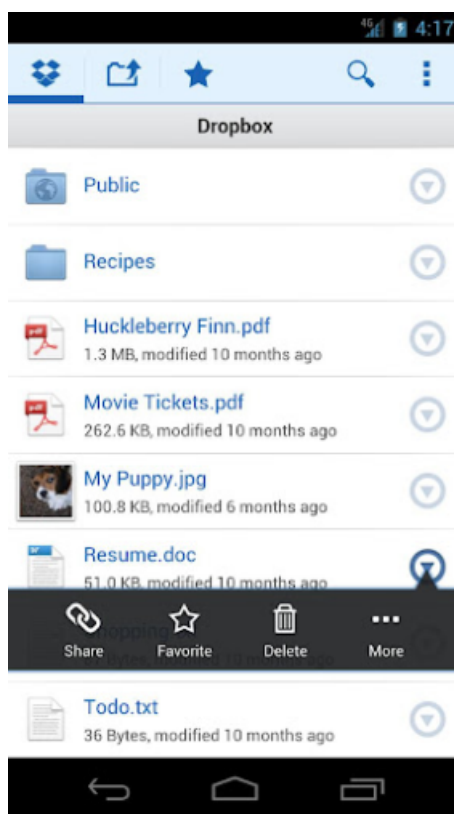 4G 4:17
Dropbox
Public
Recipes
Huckleberry Finn.pdf
1.3 MB, modified 10 months ago
Movie Tickets.pdf
262.6 KB, modified 10 months ago
My Puppy.jpg
100.8 KB, modified 6 months ago
Resume.doc
51.0 KB, modified 10 months ago
Share Favorite Delete More
Todo.txt
36 Bytes, modified 10 months ago